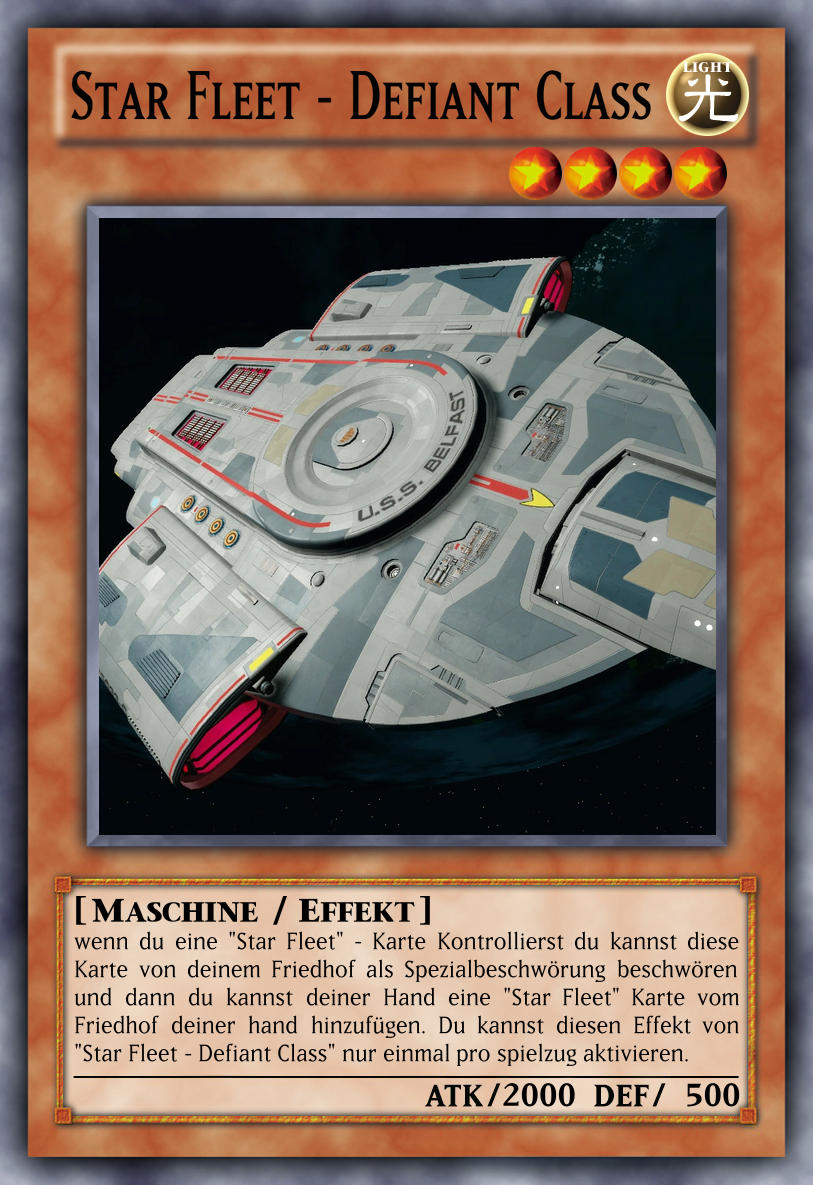 Star Fleet - Defiant Class
LIGHT
光
U.S.S. BELFAST
[ Maschine / Effekt ]
wenn du eine "Star Fleet" - Karte Kontrollierst du kannst diese
Karte von deinem Friedhof als Spezialbeschwörung beschwören
und dann du kannst deiner Hand eine "Star Fleet" Karte vom
Friedhof deiner hand hinzufügen. Du kannst diesen Effekt von
"Star Fleet - Defiant Class" nur einmal pro spielzug aktivieren.
ATK/2000 DEF/ 500